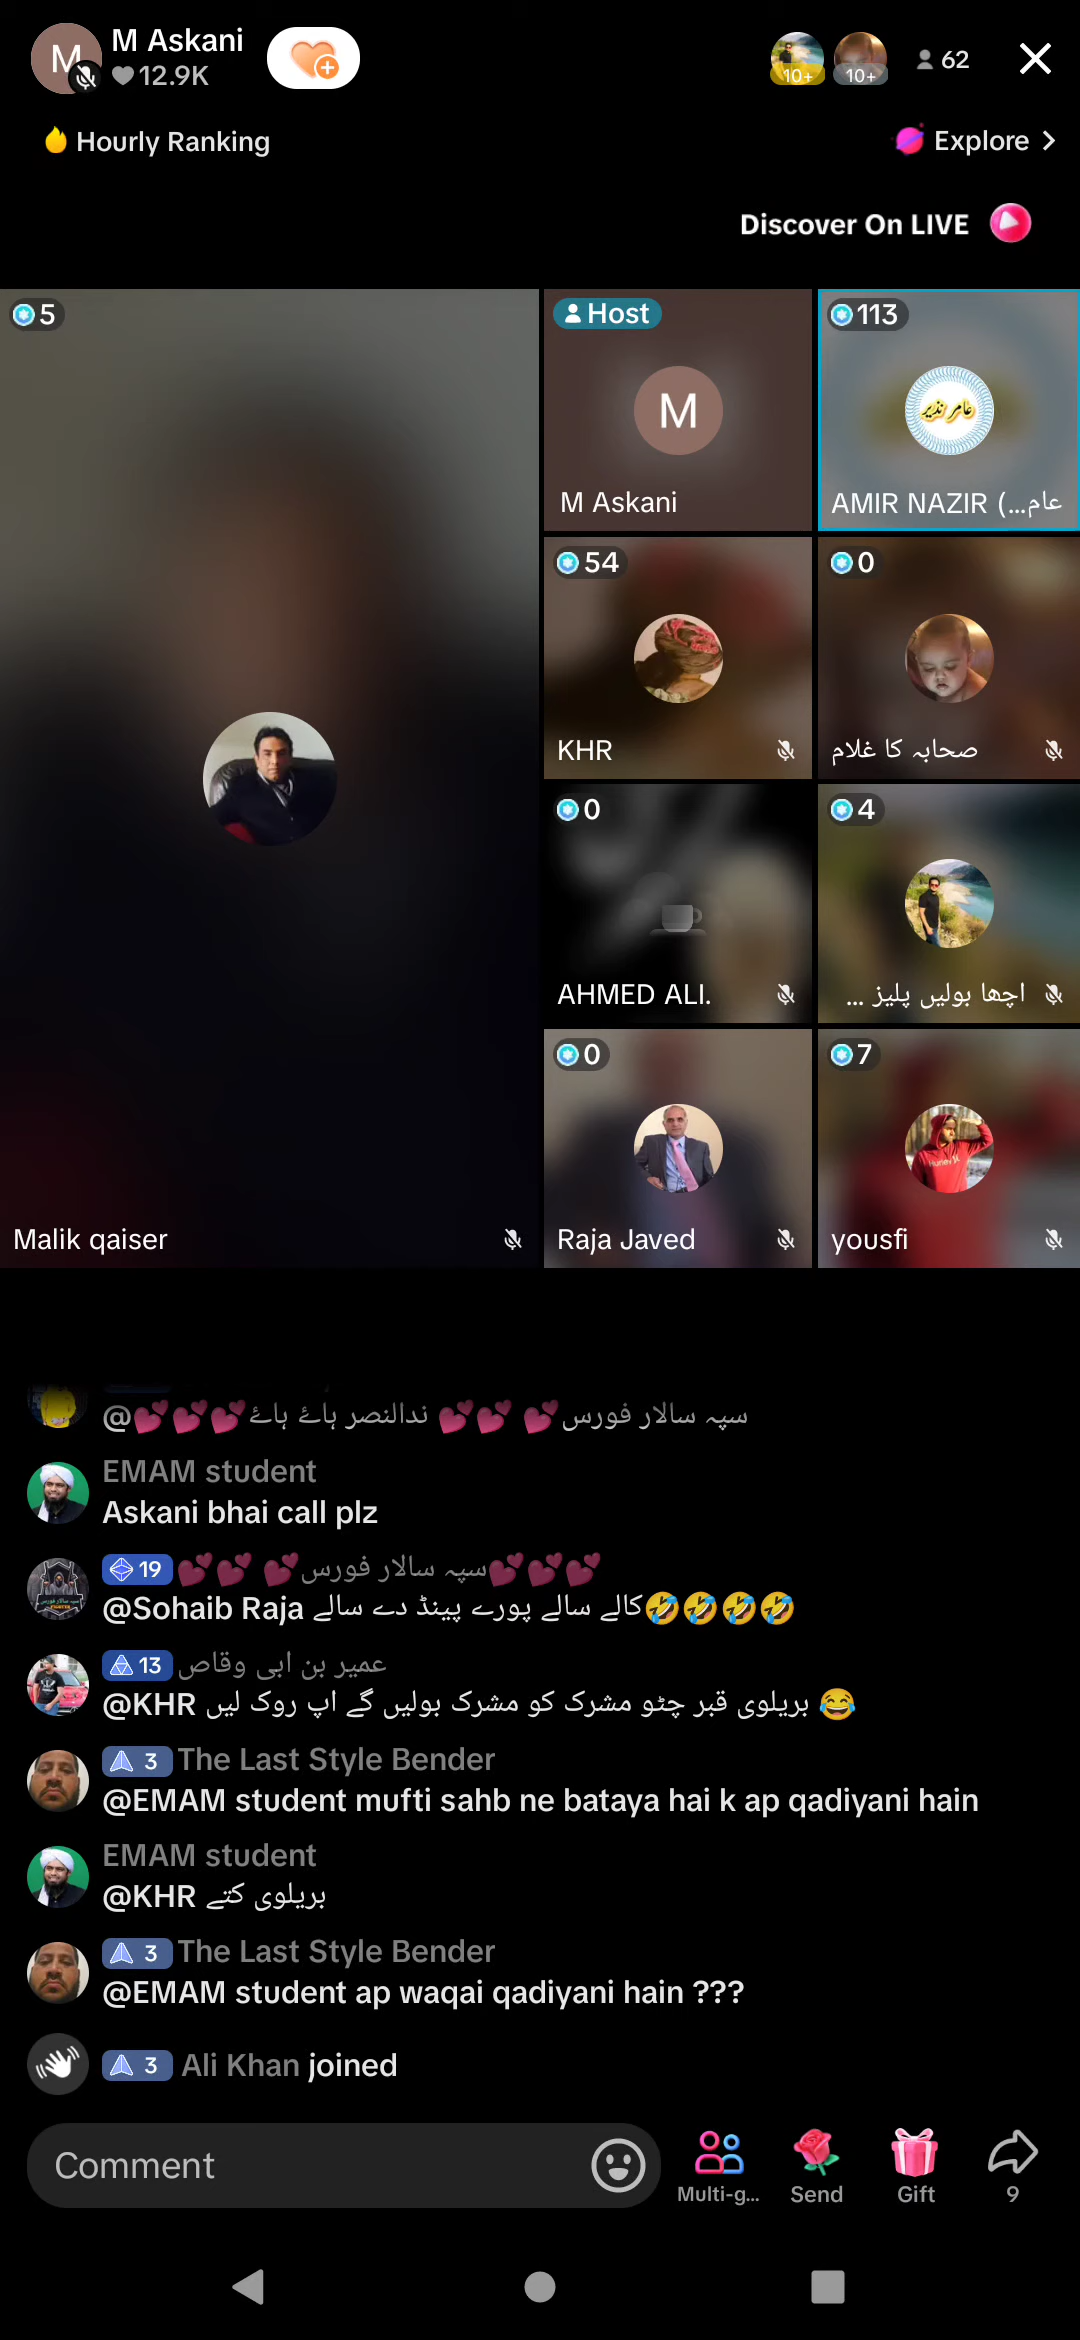 M Askani
12.9K
10+
10+
62
Hourly Ranking
Explore
Discover On LIVE
5
Host
M
M Askani
113
عامر نذیر
AMIR NAZIR (...عام
54
KHR
0
صحابہ کا غلام
0
AHMED ALI.
4
اچھا بولیں پلیز ...
0
Raja Javed
7
yousfi
Malik qaiser
@💕💕💕ندالنصر ہائے ہائے 💕💕 💕سپہ سالار فورس
EMAM student
Askani bhai call plz
19 💕💕 💕سپہ سالار فورس💕💕💕
@Sohaib Raja کالے سالے پورے پینڈ دے سالے🤣🤣🤣🤣
13 عمیر بن ابی وقاص
@KHR بریلوی قبر چٹو مشرک کو مشرک بولیں گے اپ روک لیں 😂
3 The Last Style Bender
@EMAM student mufti sahb ne bataya hai k ap qadiyani hain
EMAM student
@KHR بریلوی کتے
3 The Last Style Bender
@EMAM student ap waqai qadiyani hain ???
3 Ali Khan joined
Comment
Multi-g...
Send
Gift
9